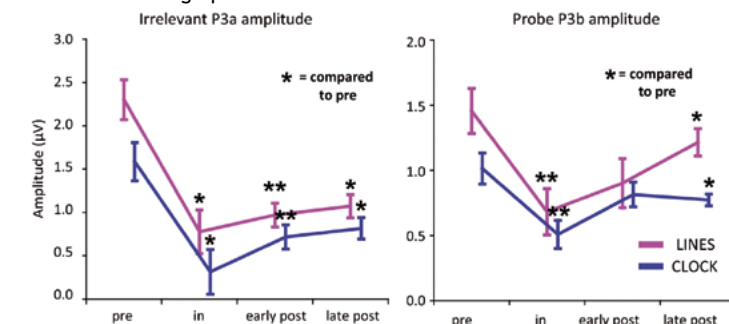 Irrelevant P3a amplitude
Probe P3b amplitude
3.0
2.5
2.0
1.5
1.0
0.5
0.0
Amplitude (μV)
* = compared
to pre
*
*
**
**
*
*
pre
in
early post
late post
2.0
1.5
1.0
0.5
0.0
* = compared
to pre
**
**
*
*
LINES
CLOCK
pre
in
early post
late post